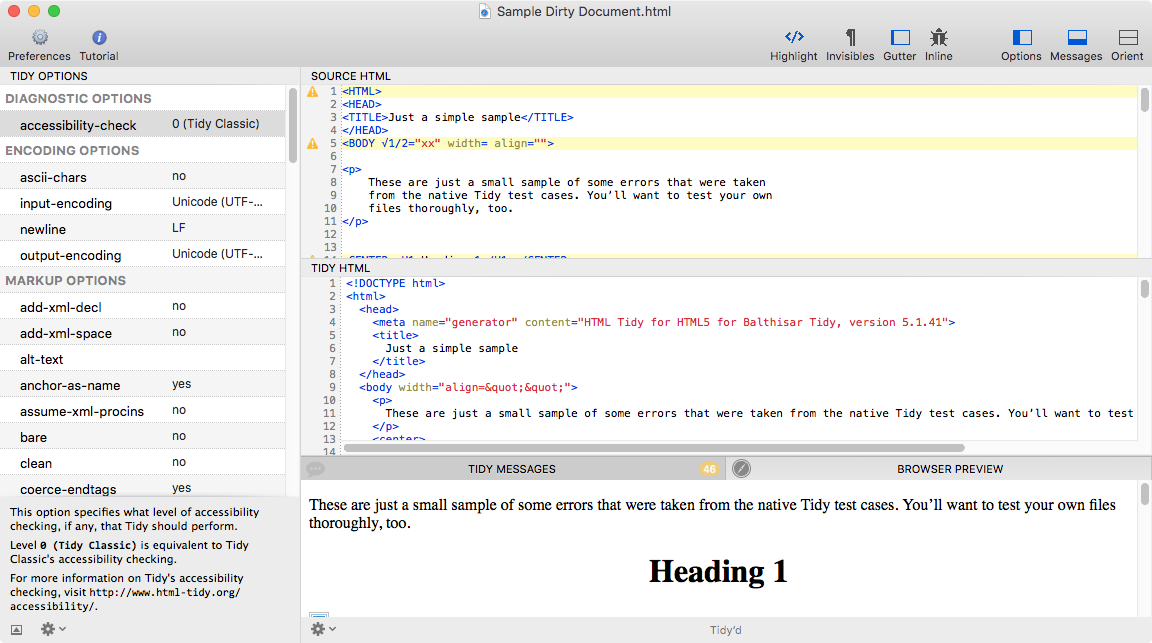 Sample Dirty Document.html
Preferences Tutorial Highlight Invisibles Gutter Inline Options Messages Orient
TIDY OPTIONS
DIAGNOSTIC OPTIONS
accessibility-check 0 (Tidy Classic)
ENCODING OPTIONS
ascii-chars no
input-encoding Unicode (UTF-...
newline LF
output-encoding Unicode (UTF-...
MARKUP OPTIONS
add-xml-decl no
add-xml-space no
alt-text
anchor-as-name yes
assume-xml-procins no
bare no
clean no
coerce-endtags yes
This option specifies what level of accessibility
checking, if any, that Tidy should perform.
Level 0 (Tidy Classic) is equivalent to Tidy
Classic's accessibility checking.
For more information on Tidy's accessibility
checking, visit http://www.html-tidy.org/
accessibility/.
SOURCE HTML
1 <HTML>
2 <HEAD>
3 <TITLE>Just a simple sample</TITLE>
4 </HEAD>
5 <BODY √1/2="xx" width= align="">
6
7 <p>
8 These are just a small sample of some errors that were taken
9 from the native Tidy test cases. You’ll want to test your own
10 files thoroughly, too.
11 </p>
12
13
TIDY HTML
1 <!DOCTYPE html>
2 <html>
3 <head>
4 <meta name="generator" content="HTML Tidy for HTML5 for Balthisar Tidy, version 5.1.41">
5 <title>
6 Just a simple sample
7 </title>
8 </head>
9 <body width="align=&quot;&quot;">
10 <p>
11 These are just a small sample of some errors that were taken from the native Tidy test cases. You’ll want to test
12 </p>
13 <center>
14
TIDY MESSAGES 46 BROWSER PREVIEW
These are just a small sample of some errors that were taken from the native Tidy test cases. You’ll want to test your own files
thoroughly, too.
Heading 1
Tidy’d